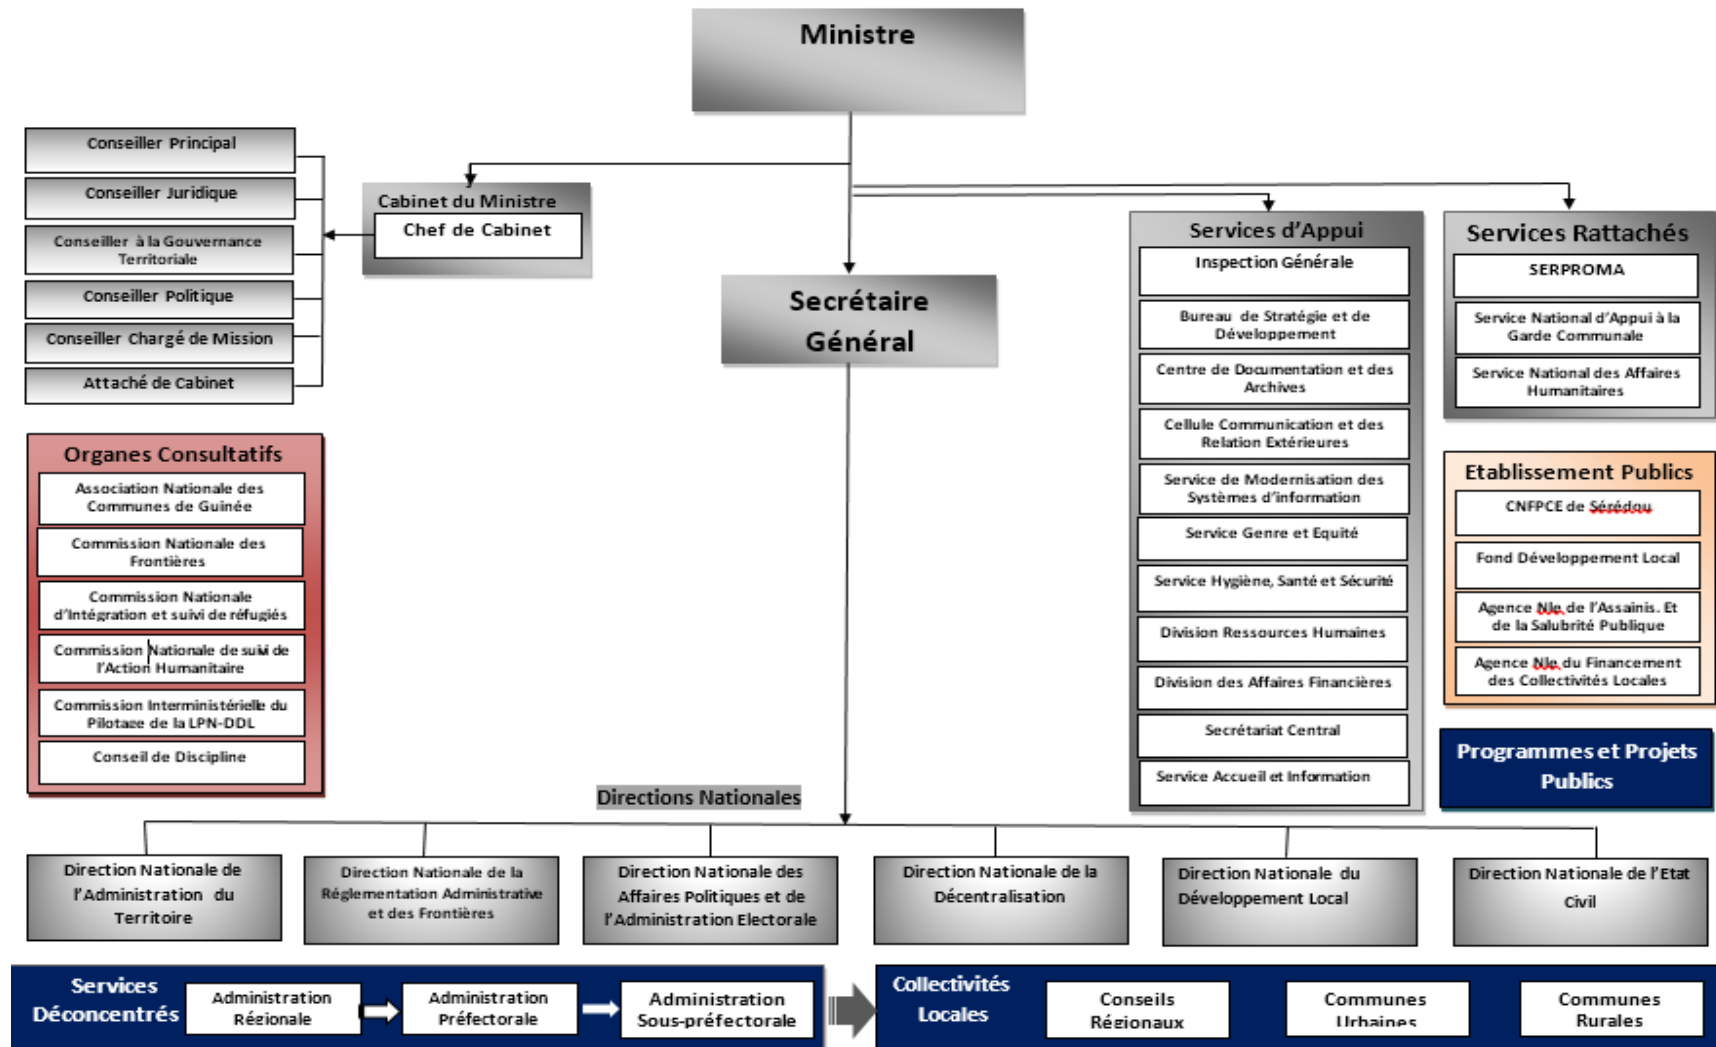 Ministre
Conseiller Principal
Conseiller Juridique
Conseiller à la Gouvernance
Territoriale
Conseiller Politique
Conseiller Chargé de Mission
Attaché de Cabinet
Cabinet du Ministre
Chef de Cabinet
Secrétaire
Général
Services d'Appui
Inspection Générale
Bureau de Stratégie et de
Développement
Centre de Documentation et des
Archives
Cellule Communication et des
Relation Extérieures
Service de Modernisation des
Systèmes d'information
Service Genre et Equité
Service Hygiène, Santé et Sécurité
Division Ressources Humaines
Division des Affaires Financières
Secrétariat Central
Service Accueil et Information
Services Rattachés
SERPROMA
Service National d'Appui à la
Garde Communale
Service National des Affaires
Humanitaires
Organes Consultatifs
Association Nationale des
Communes de Guinée
Commission Nationale des
Frontières
Commission Nationale
d'Intégration et suivi de réfugiés
Commission Nationale de suivi de
l'Action Humanitaire
Commission Interministérielle du
Pilotage de la LPN-DDL
Conseil de Discipline
Etablissement Publics
CNFPCE de Sérédou
Fond Développement Local
Agence Nle de l'Assainis. Et
de la Salubrité Publique
Agence Nle du Financement
des Collectivités Locales
Programmes et Projets
Publics
Directions Nationales
Direction Nationale de
l'Administration du
Territoire
Direction Nationale de la
Réglementation Administrative
et des Frontières
Direction Nationale des
Affaires Politiques et de
l'Administration Electorale
Direction Nationale de la
Décentralisation
Direction Nationale du
Développement Local
Direction Nationale de l'Etat
Civil
Services
Déconcentrés
Administration
Régionale
Administration
Préfectorale
Administration
Sous-préfectorale
Collectivités
Locales
Conseils
Régionaux
Communes
Urbaines
Communes
Rurales